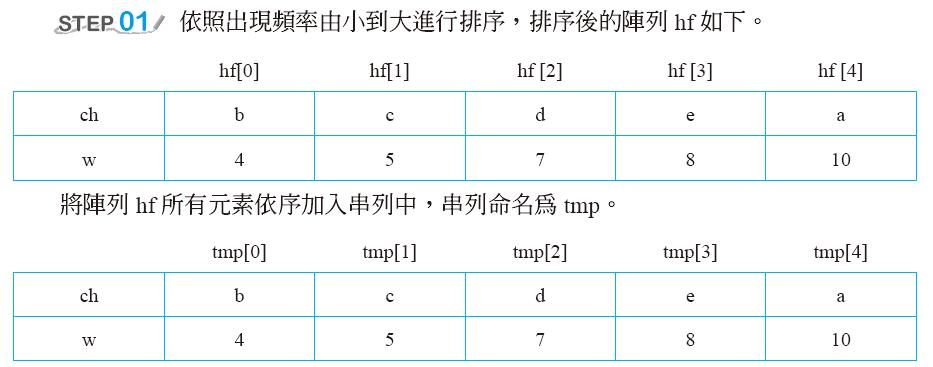 STEP 01 依照出現頻率由小到大進行排序，排序後的陣列 hf 如下。
hf[0] hf[1] hf [2] hf [3] hf [4]
ch b c d e a
w 4 5 7 8 10
將陣列 hf 所有元素依序加入串列中，串列命名爲 tmp。
tmp[0] tmp[1] tmp[2] tmp[3] tmp[4]
ch b c d e a
w 4 5 7 8 10